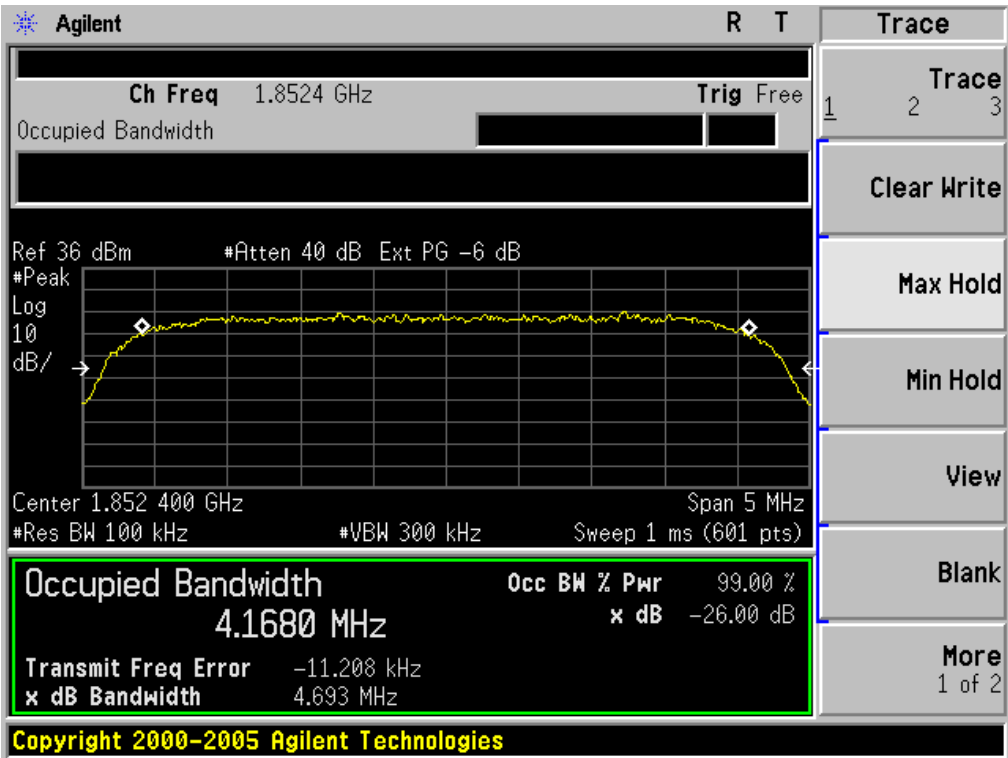 Agilent R T
Ch Freq 1.8524 GHz Trig Free
Occupied Bandwidth
Ref 36 dBm #Atten 40 dB Ext PG −6 dB
#Peak
Log
10
dB/
Center 1.852 400 GHz Span 5 MHz
#Res BW 100 kHz #VBW 300 kHz Sweep 1 ms (601 pts)
Occupied Bandwidth Occ BW % Pwr 99.00 %
4.1680 MHz x dB −26.00 dB
Transmit Freq Error −11.208 kHz
x dB Bandwidth 4.693 MHz
Copyright 2000-2005 Agilent Technologies
Trace
Trace
1 2 3
Clear Write
Max Hold
Min Hold
View
Blank
More
1 of 2